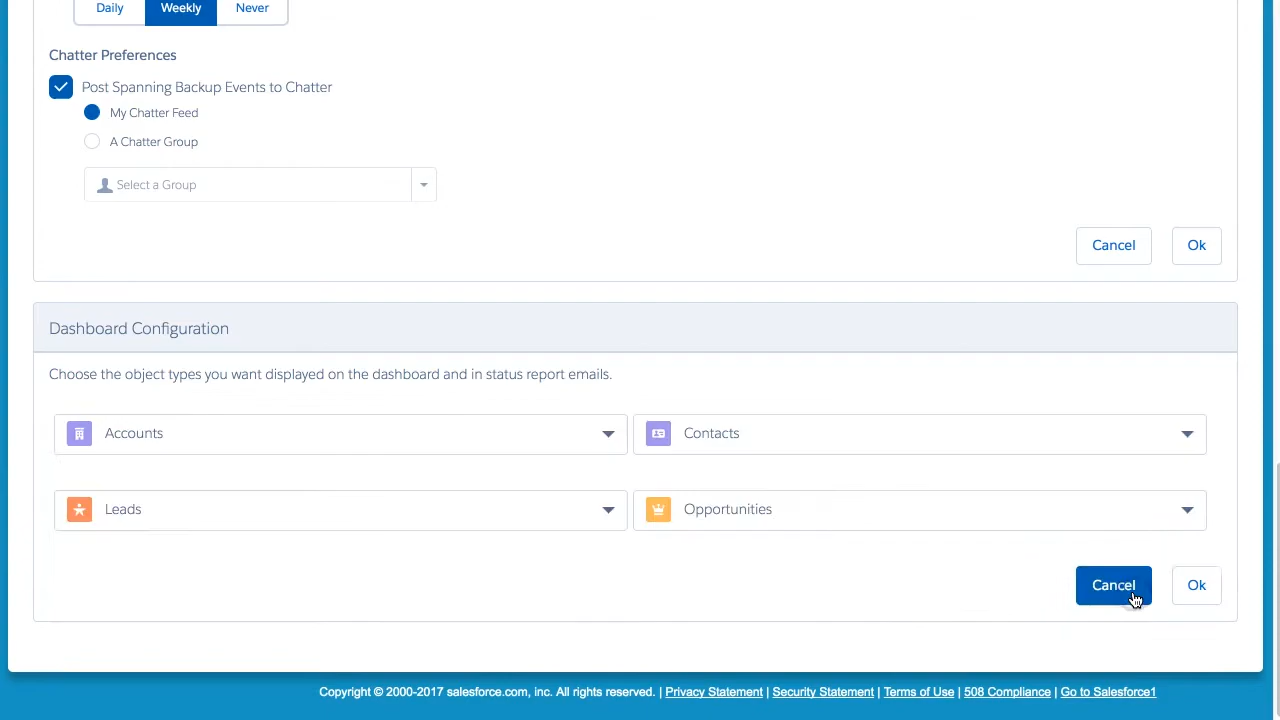 Daily Weekly Never
Chatter Preferences
Post Spanning Backup Events to Chatter
My Chatter Feed
A Chatter Group
Select a Group
Cancel Ok
Dashboard Configuration
Choose the object types you want displayed on the dashboard and in status report emails.
Accounts Contacts
Leads Opportunities
Cancel Ok
Copyright © 2000-2017 salesforce.com, inc. All rights reserved. | Privacy Statement | Security Statement | Terms of Use | 508 Compliance | Go to Salesforce1